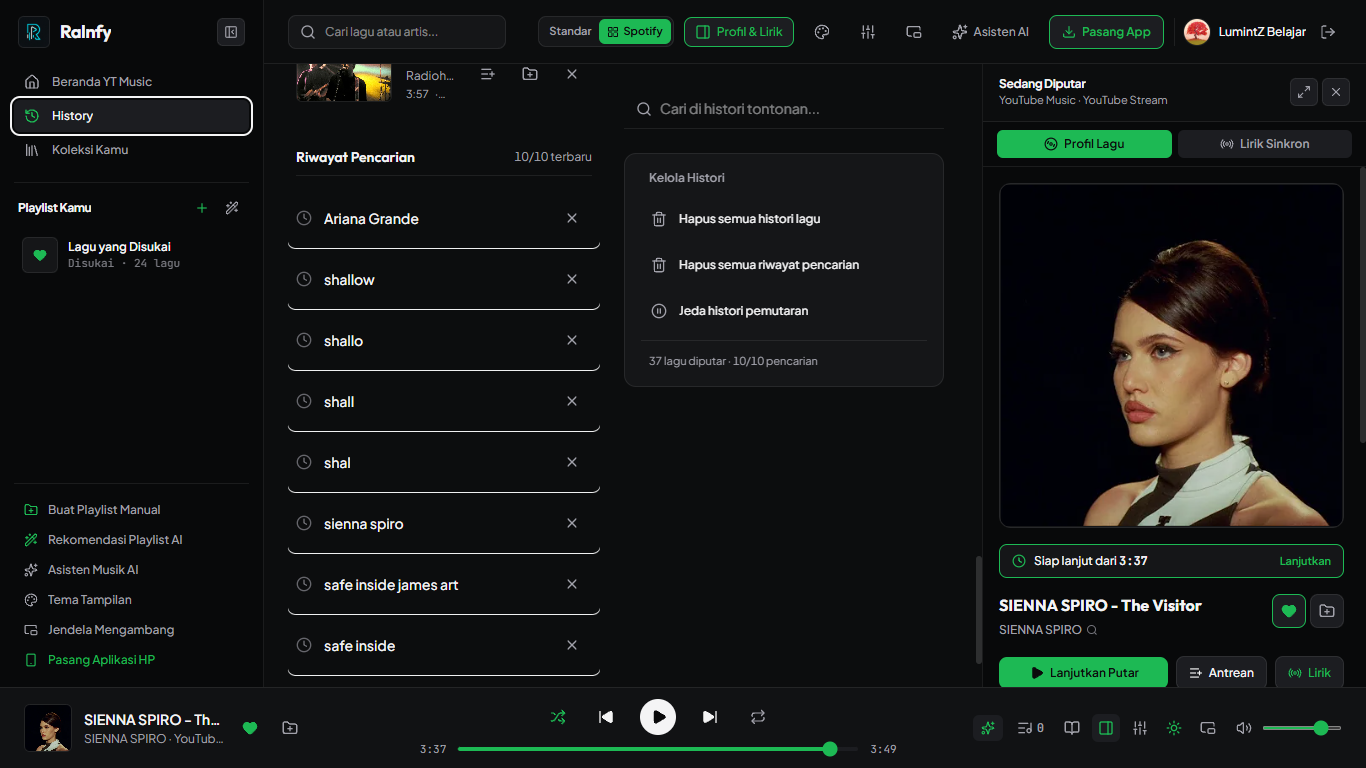 RaInfy
Cari lagu atau artis...
Standar
Spotify
Profil & Lirik
Asisten AI
Pasang App
LumintZ Belajar
Beranda YT Music
History
Koleksi Kamu
Playlist Kamu
Lagu yang Disukai
Disukai · 24 lagu
Buat Playlist Manual
Rekomendasi Playlist AI
Asisten Musik AI
Tema Tampilan
Jendela Mengambang
Pasang Aplikasi HP
Radioh...
3:57 ·...
Riwayat Pencarian
10/10 terbaru
Ariana Grande
shallow
shallo
shall
shal
sienna spiro
safe inside james art
safe inside
Cari di histori tontonan...
Kelola Histori
Hapus semua histori lagu
Hapus semua riwayat pencarian
Jeda histori pemutaran
37 lagu diputar · 10/10 pencarian
Sedang Diputar
YouTube Music · YouTube Stream
Profil Lagu
Lirik Sinkron
Siap lanjut dari 3:37
Lanjutkan
SIENNA SPIRO - The Visitor
SIENNA SPIRO
Lanjutkan Putar
Antrean
Lirik
SIENNA SPIRO - Th...
SIENNA SPIRO · YouTub...
3:37
3:49
0